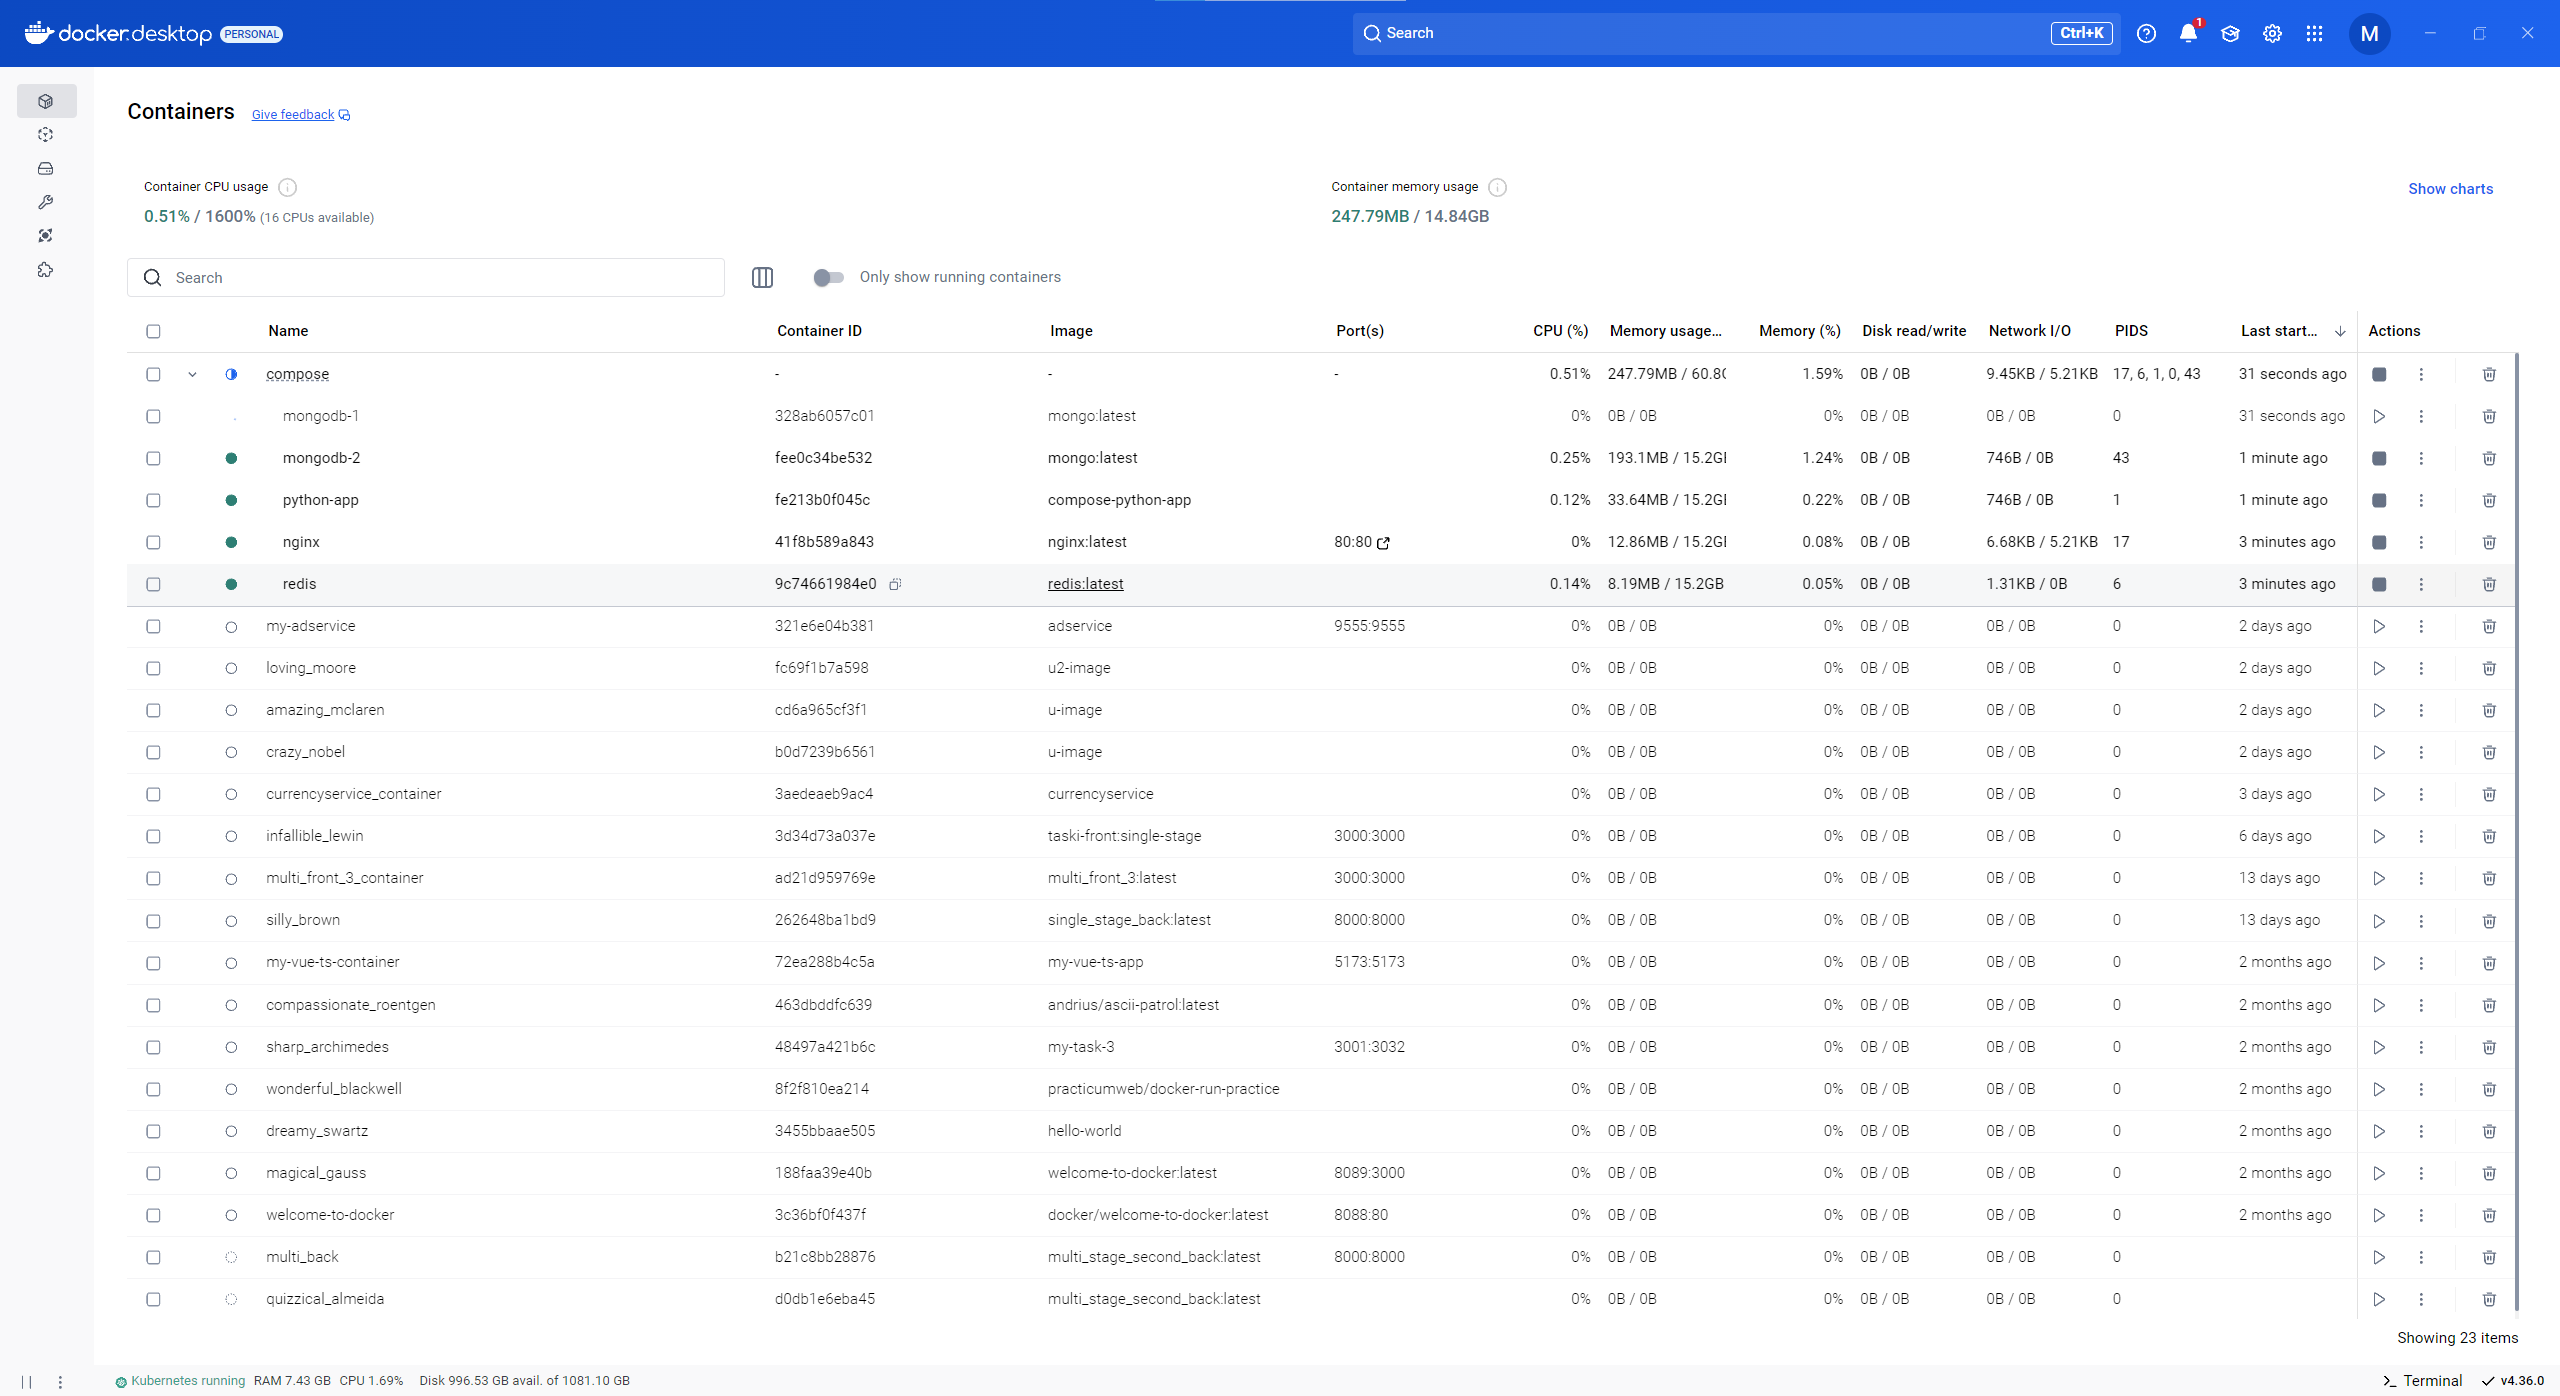 docker.desktop PERSONAL Search Ctrl+K 1 M
Containers Give feedback
Container CPU usage Container memory usage Show charts
0.51% / 1600% (16 CPUs available) 247.79MB / 14.84GB
Search Only show running containers
Name Container ID Image Port(s) CPU (%) Memory usage... Memory (%) Disk read/write Network I/O PIDS Last start... Actions
compose - - - 0.51% 247.79MB / 60.8 1.59% 0B / 0B 9.45KB / 5.21KB 17, 6, 1, 0, 43 31 seconds ago
mongodb-1 328ab6057c01 mongo:latest 0% 0B / 0B 0% 0B / 0B 0B / 0B 0 31 seconds ago
mongodb-2 fee0c34be532 mongo:latest 0.25% 193.1MB / 15.2G 1.24% 0B / 0B 746B / 0B 43 1 minute ago
python-app fe213b0f045c compose-python-app 0.12% 33.64MB / 15.2G 0.22% 0B / 0B 746B / 0B 1 1 minute ago
nginx 41f8b589a843 nginx:latest 80:80 0% 12.86MB / 15.2G 0.08% 0B / 0B 6.68KB / 5.21KB 17 3 minutes ago
redis 9c74661984e0 redis:latest 0.14% 8.19MB / 15.2GB 0.05% 0B / 0B 1.31KB / 0B 6 3 minutes ago
my-adservice 321e6e04b381 adservice 9555:9555 0% 0B / 0B 0% 0B / 0B 0B / 0B 0 2 days ago
loving_moore fc69f1b7a598 u2-image 0% 0B / 0B 0% 0B / 0B 0B / 0B 0 2 days ago
amazing_mclaren cd6a965cf3f1 u-image 0% 0B / 0B 0% 0B / 0B 0B / 0B 0 2 days ago
crazy_nobel b0d7239b6561 u-image 0% 0B / 0B 0% 0B / 0B 0B / 0B 0 2 days ago
currencyservice_container 3aedeaeb9ac4 currencyservice 0% 0B / 0B 0% 0B / 0B 0B / 0B 0 3 days ago
infallible_lewin 3d34d73a037e taski-front:single-stage 3000:3000 0% 0B / 0B 0% 0B / 0B 0B / 0B 0 6 days ago
multi_front_3_container ad21d959769e multi_front_3:latest 3000:3000 0% 0B / 0B 0% 0B / 0B 0B / 0B 0 13 days ago
silly_brown 262648ba1bd9 single_stage_back:latest 8000:8000 0% 0B / 0B 0% 0B / 0B 0B / 0B 0 13 days ago
my-vue-ts-container 72ea288b4c5a my-vue-ts-app 5173:5173 0% 0B / 0B 0% 0B / 0B 0B / 0B 0 2 months ago
compassionate_roentgen 463dbddfc639 andrius/ascii-patrol:latest 0% 0B / 0B 0% 0B / 0B 0B / 0B 0 2 months ago
sharp_archimedes 48497a421b6c my-task-3 3001:3032 0% 0B / 0B 0% 0B / 0B 0B / 0B 0 2 months ago
wonderful_blackwell 8f2f810ea214 practicumweb/docker-run-practice 0% 0B / 0B 0% 0B / 0B 0B / 0B 0 2 months ago
dreamy_swartz 3455bbaae505 hello-world 0% 0B / 0B 0% 0B / 0B 0B / 0B 0 2 months ago
magical_gauss 188faa39e40b welcome-to-docker:latest 8089:3000 0% 0B / 0B 0% 0B / 0B 0B / 0B 0 2 months ago
welcome-to-docker 3c36bf0f437f docker/welcome-to-docker:latest 8088:80 0% 0B / 0B 0% 0B / 0B 0B / 0B 0 2 months ago
multi_back b21c8bb28876 multi_stage_second_back:latest 8000:8000 0% 0B / 0B 0% 0B / 0B 0B / 0B 0
quizzical_almeida d0db1e6eba45 multi_stage_second_back:latest 0% 0B / 0B 0% 0B / 0B 0B / 0B 0
Showing 23 items
Kubernetes running RAM 7.43 GB CPU 1.69% Disk 996.53 GB avail. of 1081.10 GB Terminal v4.36.0